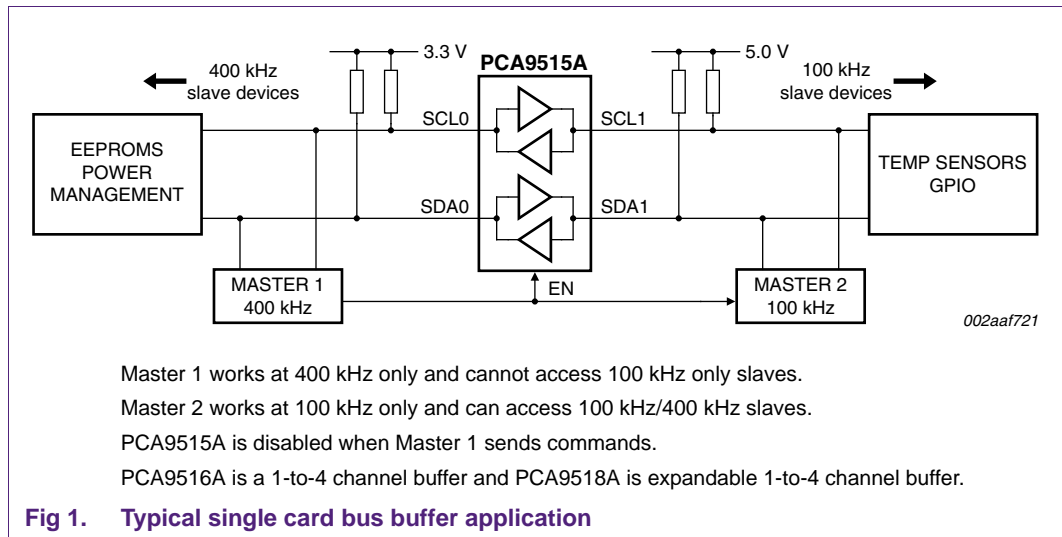 3.3 V
PCA9515A
5.0 V
400 kHz
slave devices
100 kHz
slave devices
SCL0
SCL1
EEPROMS
POWER
MANAGEMENT
TEMP SENSORS
GPIO
SDA0
SDA1
MASTER 1
400 kHz
EN
MASTER 2
100 kHz
002aaf721
Master 1 works at 400 kHz only and cannot access 100 kHz only slaves.
Master 2 works at 100 kHz only and can access 100 kHz/400 kHz slaves.
PCA9515A is disabled when Master 1 sends commands.
PCA9516A is a 1-to-4 channel buffer and PCA9518A is expandable 1-to-4 channel buffer.
Fig 1. Typical single card bus buffer application